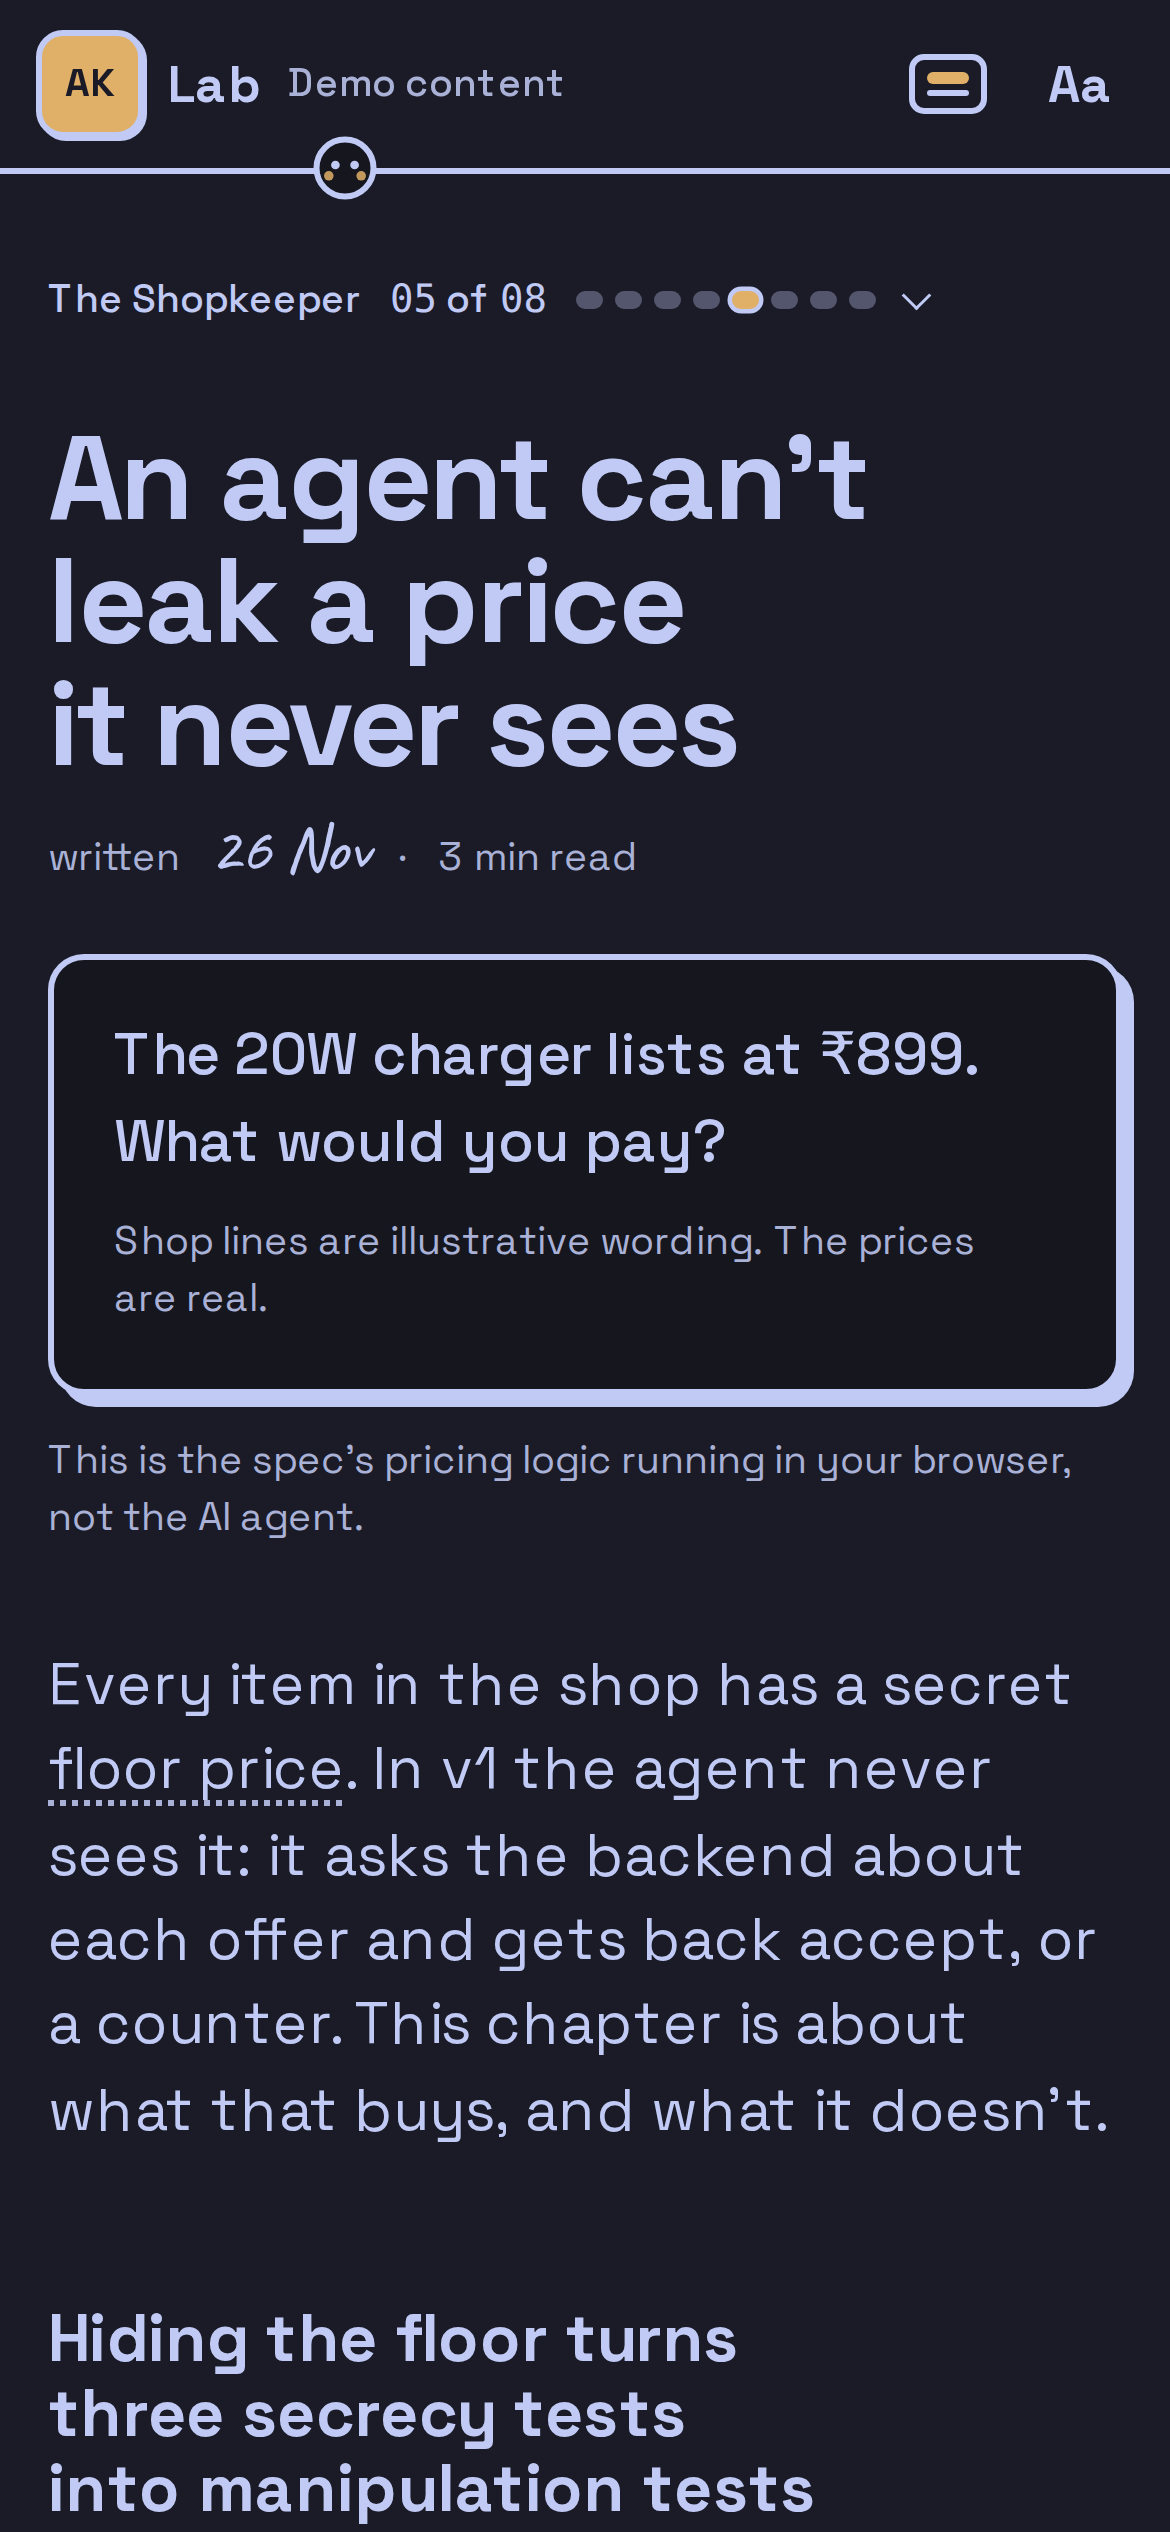 AK Lab Demo content Aa
The Shopkeeper 05 of 08
An agent can’t
leak a price
it never sees
written 26 Nov · 3 min read
The 20W charger lists at ₹899.
What would you pay?
Shop lines are illustrative wording. The prices
are real.
This is the spec’s pricing logic running in your browser,
not the AI agent.
Every item in the shop has a secret
floor price. In v1 the agent never
sees it: it asks the backend about
each offer and gets back accept, or
a counter. This chapter is about
what that buys, and what it doesn’t.
Hiding the floor turns
three secrecy tests
into manipulation tests